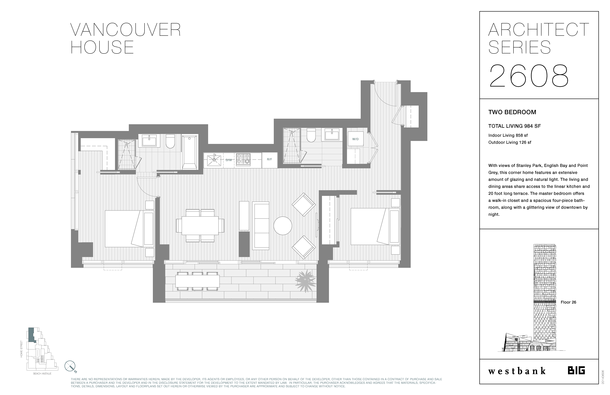 VANCOUVER
HOUSE
ARCHITECT
SERIES
2608
TWO BEDROOM
TOTAL LIVING 984 SF
Indoor Living 858 sf
Outdoor Living 126 sf
With views of Stanley Park, English Bay and Point
Grey, this corner home features an extensive
amount of glazing and natural light. The living and
dining areas share access to the linear kitchen and
20 foot long terrace. The master bedroom offers
a walk-in closet and a spacious four-piece bath-
room, along with a glittering view of downtown by
night.
Floor 26
westbank
BIG